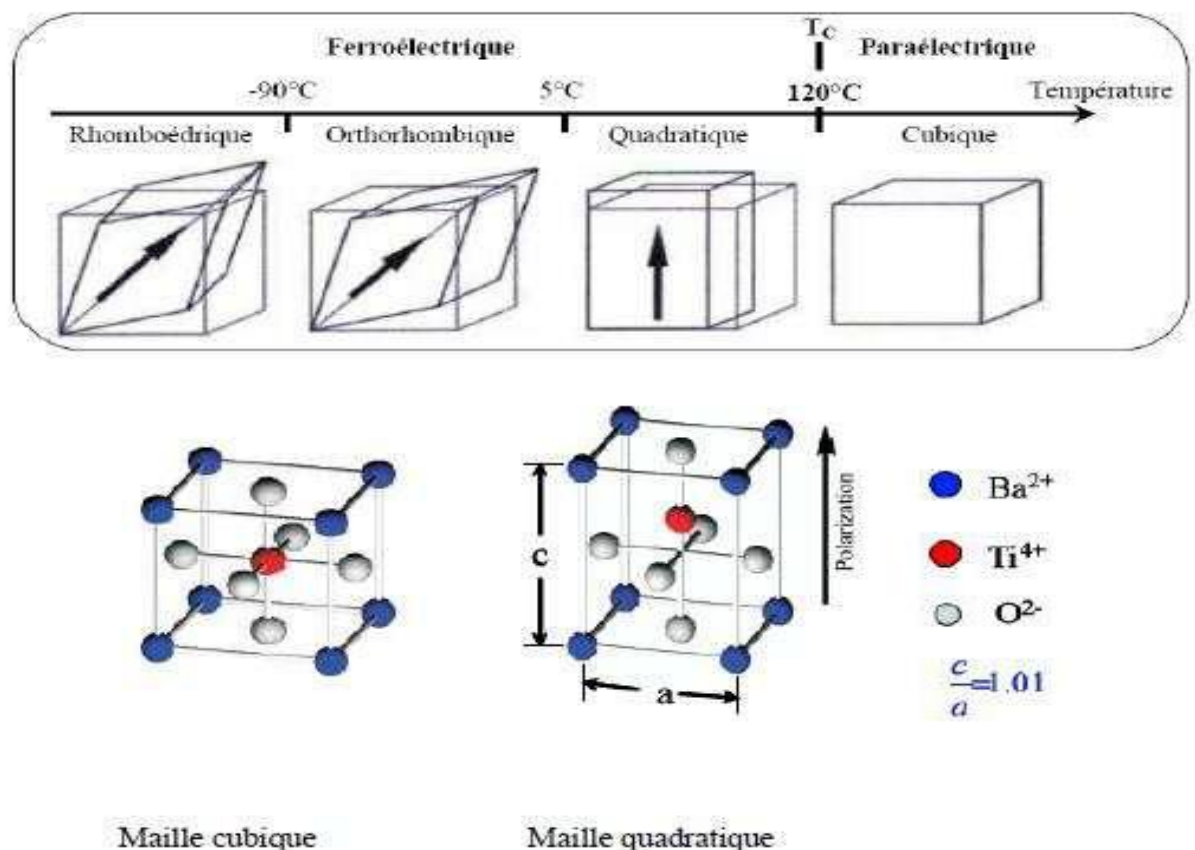 Ferroélectrique
T_C
Paraélectrique
-90°C
5°C
120°C
Température
Rhomboédrique
Orthorhombique
Quadratique
Cubique
c
a
Polarization
Ba²⁺
Ti⁴⁺
O²⁻
c/a=1.01
Maille cubique
Maille quadratique